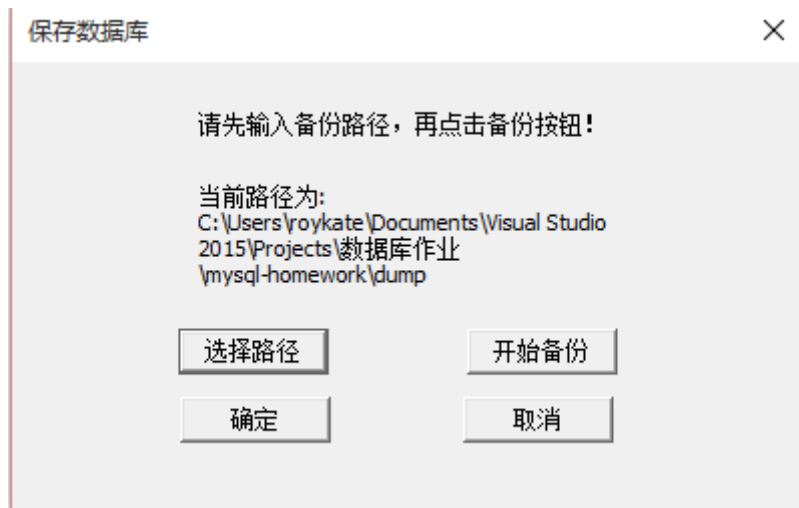 保存数据库
请先输入备份路径，再点击备份按钮！
当前路径为:
C:\Users\roykate\Documents\Visual Studio
2015\Projects\数据库作业
\mysql-homework\dump
选择路径
开始备份
确定
取消